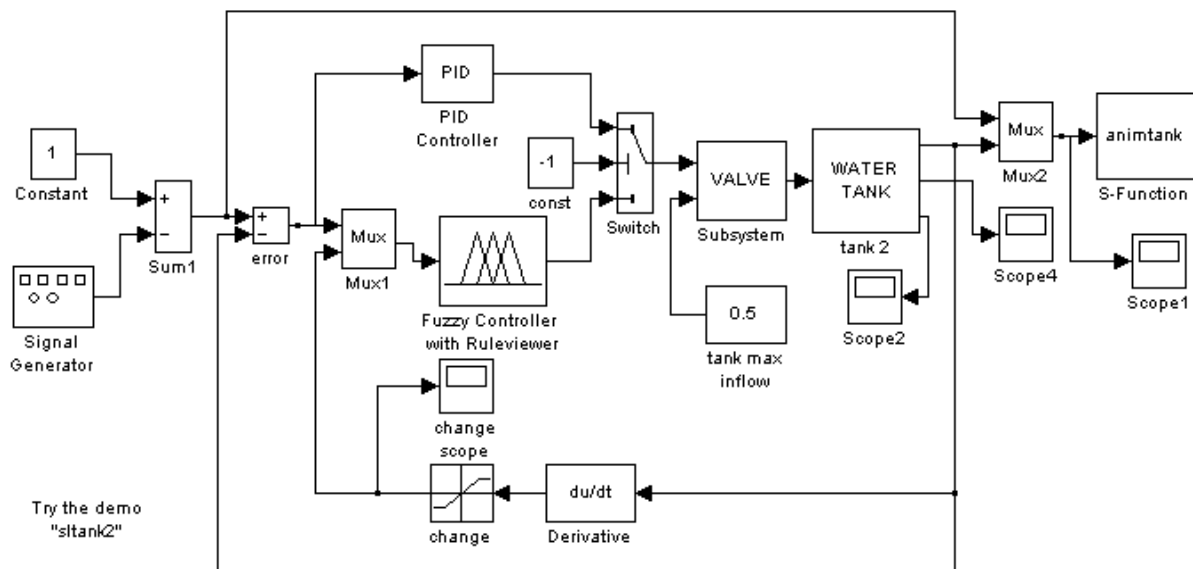 PID
PID
Controller
1
Constant
+
−
Sum1
Signal
Generator
+
−
error
Mux
Mux1
-1
const
Switch
Fuzzy Controller
with Ruleviewer
VALVE
Subsystem
0.5
tank max
inflow
WATER
TANK
tank 2
Scope2
Mux
Mux2
animtank
S-Function
Scope4
Scope1
change
scope
change
du/dt
Derivative
Try the demo
"sltank2"